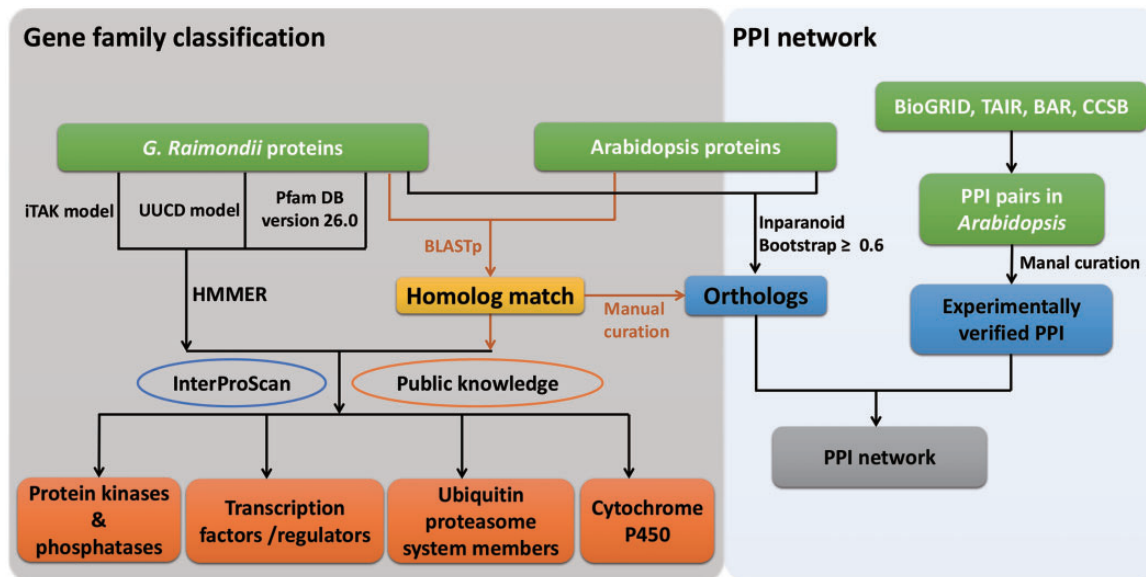 Gene family classification
PPI network
BioGRID, TAIR, BAR, CCSB
G. Raimondii proteins
Arabidopsis proteins
iTAK model
UUCD model
Pfam DB
version 26.0
PPI pairs in
Arabidopsis
BLASTp
Inparanoid
Bootstrap ≥ 0.6
Manal curation
HMMER
Homolog match
Manual
curation
Orthologs
Experimentally
verified PPI
InterProScan
Public knowledge
PPI network
Protein kinases
&
phosphatases
Transcription
factors /regulators
Ubiquitin
proteasome
system members
Cytochrome
P450